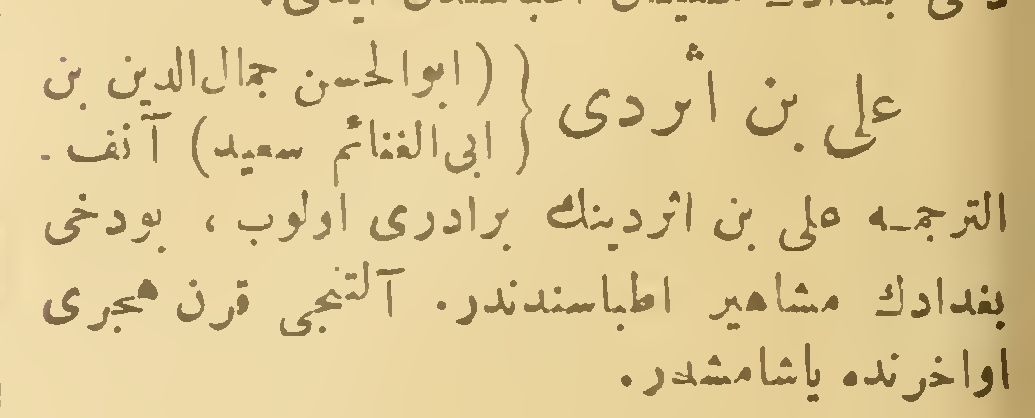 علی بن اثردی { (ابوالحسن جمال‌الدین بن
ابی‌الغنائم سعید) آنف ـ
الترجمه علی بن اثردینك برادری اولوب ، بودخی
بغدادك مشاهیر اطباسندندر. آلتنجی قرن هجری
اواخرنده یاشامشدر.